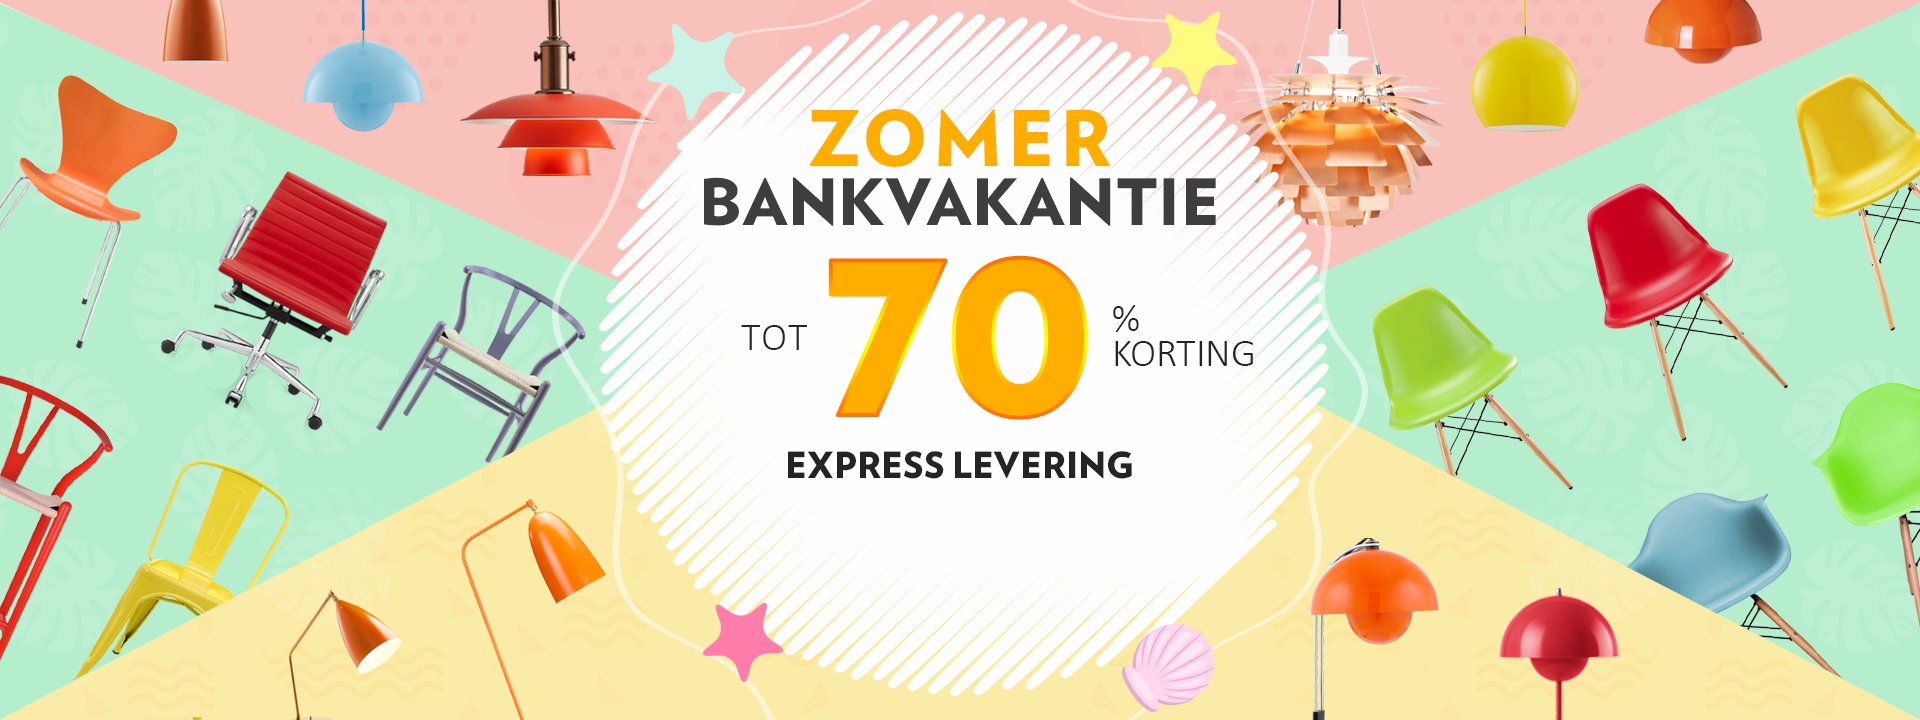 ZOMER
BANKVAKANTIE
TOT 70 % KORTING
EXPRESS LEVERING